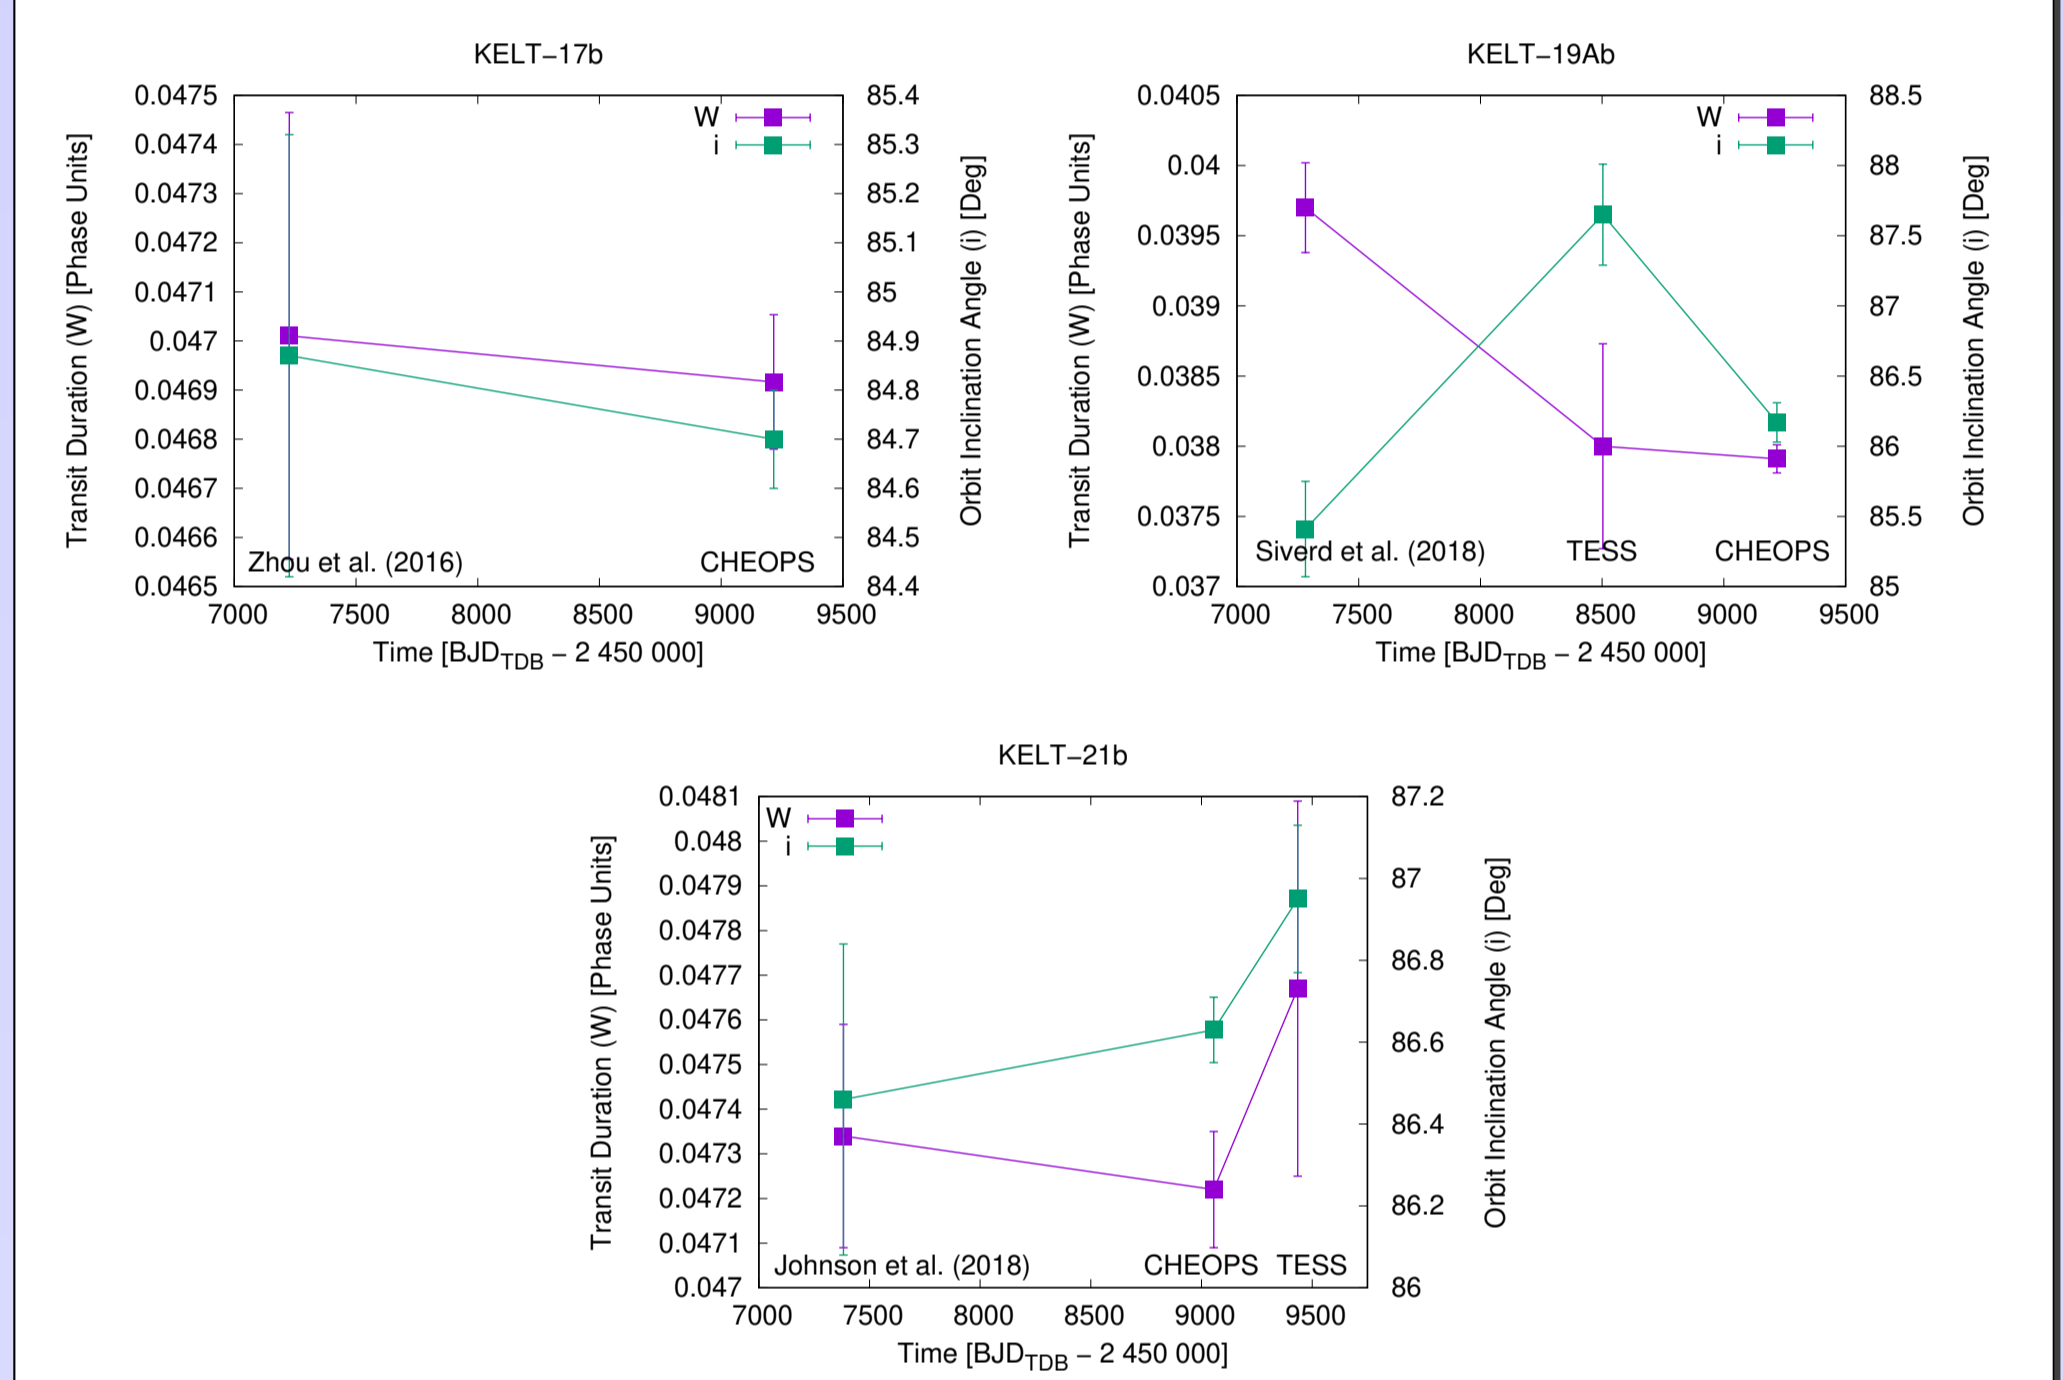 KELT−17b
0.0475
0.0474
0.0473
0.0472
0.0471
0.047
0.0469
0.0468
0.0467
0.0466
0.0465
Transit Duration (W) [Phase Units]
85.4
85.3
85.2
85.1
85
84.9
84.8
84.7
84.6
84.5
84.4
Orbit Inclination Angle (i) [Deg]
W
i
Zhou et al. (2016)
CHEOPS
7000 7500 8000 8500 9000 9500
Time [BJD_TDB − 2 450 000]
KELT−19Ab
0.0405
0.04
0.0395
0.039
0.0385
0.038
0.0375
0.037
Transit Duration (W) [Phase Units]
88.5
88
87.5
87
86.5
86
85.5
85
Orbit Inclination Angle (i) [Deg]
W
i
Siverd et al. (2018)
TESS
CHEOPS
7000 7500 8000 8500 9000 9500
Time [BJD_TDB − 2 450 000]
KELT−21b
0.0481
0.048
0.0479
0.0478
0.0477
0.0476
0.0475
0.0474
0.0473
0.0472
0.0471
0.047
Transit Duration (W) [Phase Units]
87.2
87
86.8
86.6
86.4
86.2
86
Orbit Inclination Angle (i) [Deg]
W
i
Johnson et al. (2018)
CHEOPS
TESS
7000 7500 8000 8500 9000 9500
Time [BJD_TDB − 2 450 000]